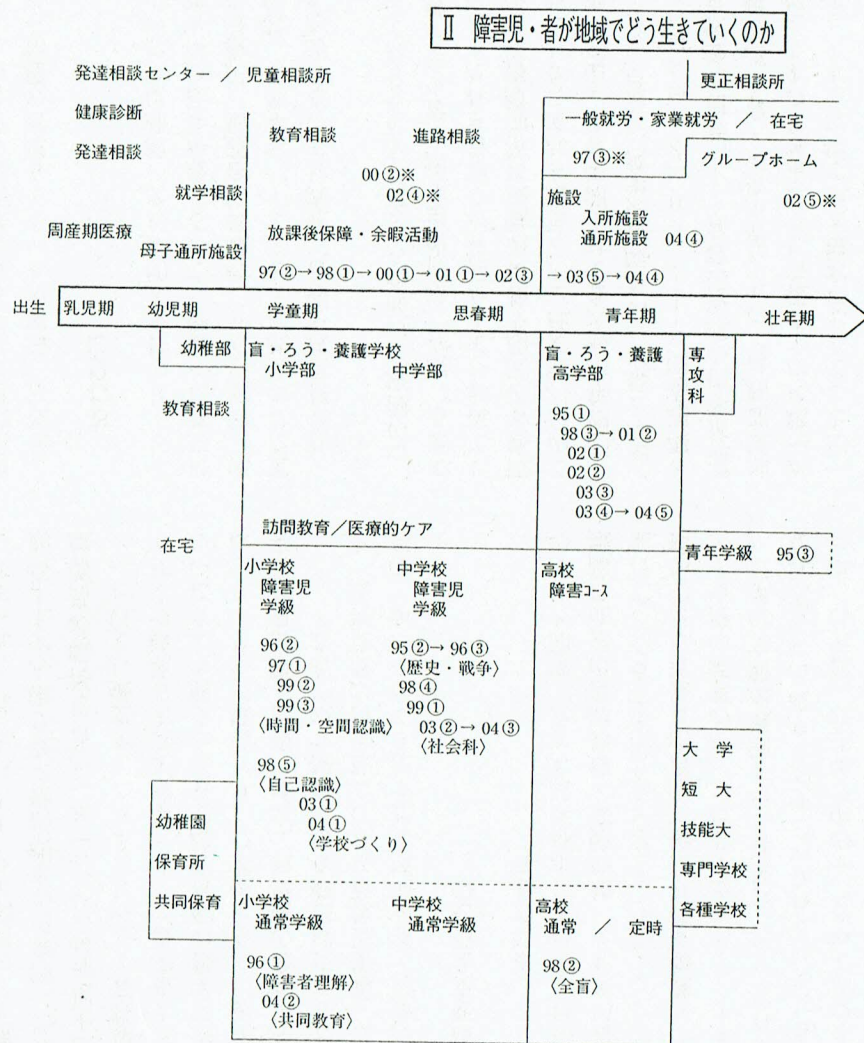 Ⅱ 障害児・者が地域でどう生きていくのか
発達相談センター / 児童相談所
更正相談所
健康診断
一般就労・家業就労 / 在宅
教育相談 進路相談
発達相談
97③※ グループホーム
00②※
就学相談 02④※
施設 02⑤※
入所施設
周産期医療 放課後保障・余暇活動
通所施設 04④
母子通所施設
97②→98①→00①→01①→02③ →03⑤→04④
出生 乳児期 幼児期 学童期 思春期 青年期 壮年期
幼稚部 盲・ろう・養護学校 盲・ろう・養護 専攻科
小学部 中学部 高学部
教育相談 95①
98③→01②
02①
02②
03③
03④→04⑤
訪問教育/医療的ケア
在宅 青年学級 95③
小学校 中学校 高校
障害児 障害児 障害コース
学級 学級
96② 95②→96③
97① 〈歴史・戦争〉
99② 98④
99③ 99①
〈時間・空間認識〉 03②→04③
〈社会科〉
大学
98⑤
〈自己認識〉 短大
03①
幼稚園 04① 技能大
〈学校づくり〉
保育所 専門学校
共同保育 小学校 中学校 高校 各種学校
通常学級 通常学級 通常 / 定時
96① 98②
〈障害者理解〉 〈全盲〉
04②
〈共同教育〉